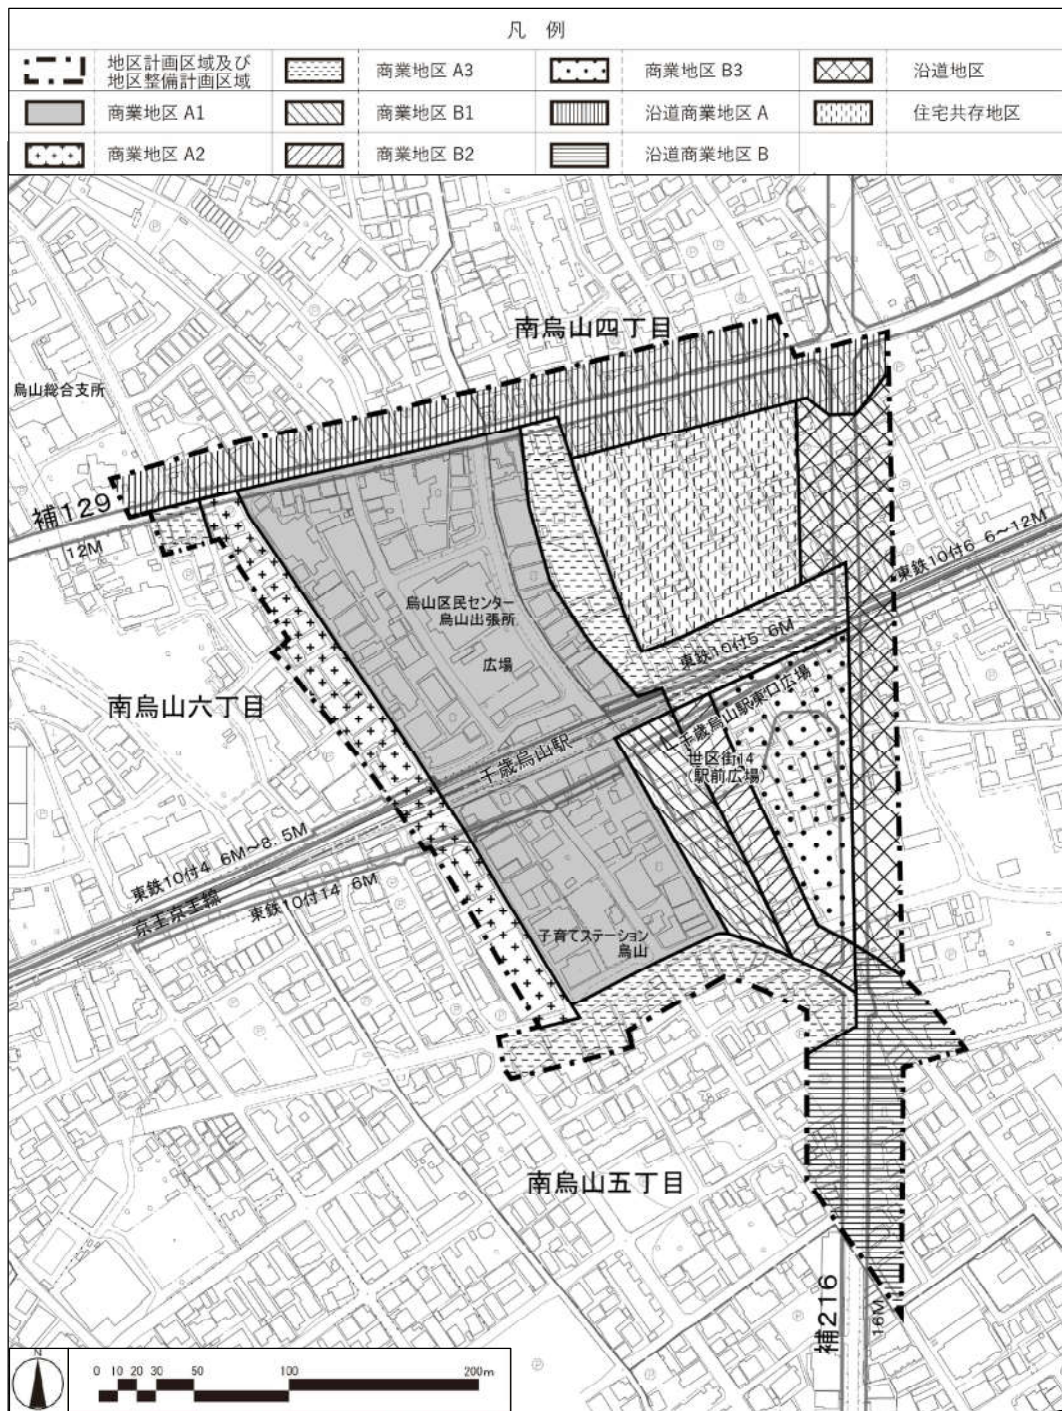 凡 例
地区計画区域及び
地区整備計画区域
商業地区 A3
商業地区 B3
沿道地区
商業地区 A1
商業地区 B1
沿道商業地区 A
住宅共存地区
商業地区 A2
商業地区 B2
沿道商業地区 B
南烏山四丁目
烏山総合支所
補129
12M
東鉄10付6 6~12M
烏山区民センター
烏山出張所
広場
東鉄10付5 6M
南烏山六丁目
千歳烏山駅東口広場
千歳烏山駅
世区街14
(駅前広場)
東鉄10付4 6M~8.5M
京王京王線
東鉄10付14 6M
子育てステーション
烏山
南烏山五丁目
補216
16M
N
0 10 20 30 50 100 200m